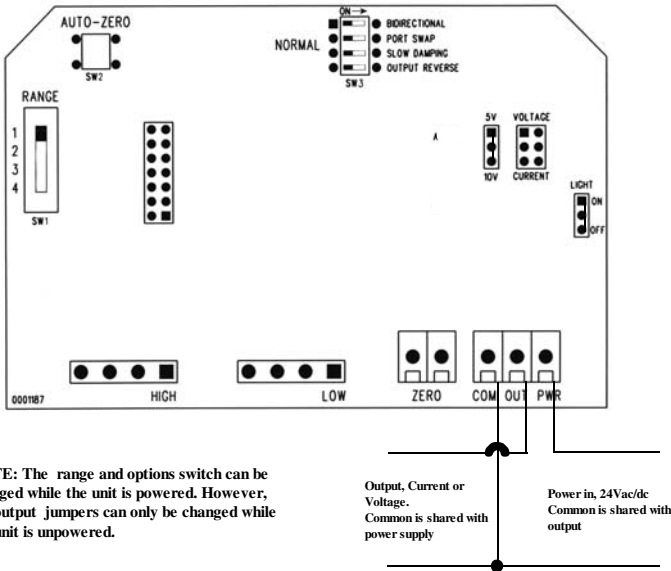 ON→
AUTO-ZERO
BIDIRECTIONAL
PORT SWAP
NORMAL
SLOW DAMPING
OUTPUT REVERSE
SW2
SW3
RANGE
1
2
3
4
SW1
5V
VOLTAGE
A
10V
CURRENT
LIGHT
ON
OFF
0001187
HIGH
LOW
ZERO
COM
OUT
PWR
TE: The range and options switch can be
ged while the unit is powered. However,
output jumpers can only be changed while
unit is unpowered.
Output, Current or
Voltage.
Common is shared with
power supply
Power in, 24Vac/dc
Common is shared with
output